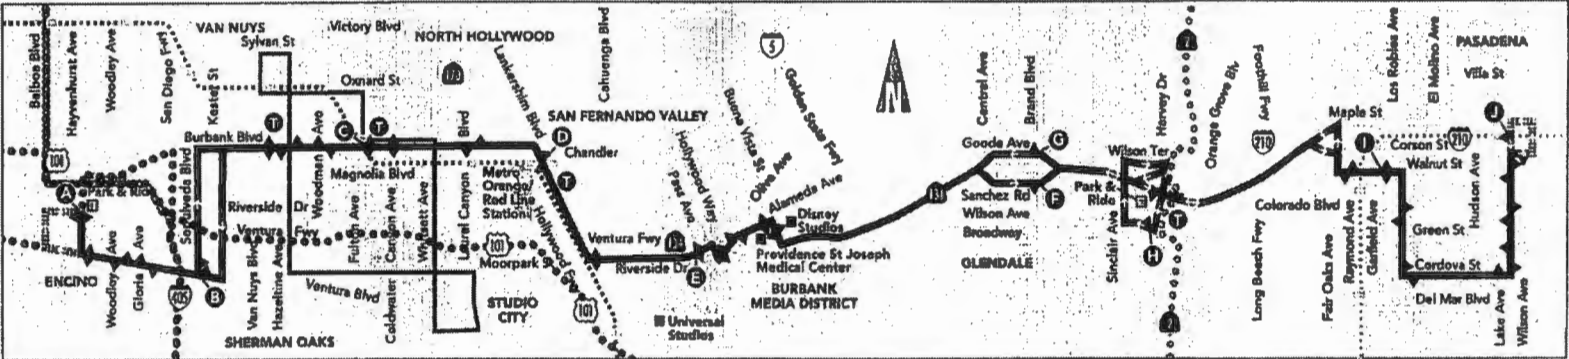 Balboa Blvd
Hayvenhurst Ave
Woodley Ave
San Diego Fwy
VAN NUYS
Sylvan St
Victory Blvd
Kester St
Oxnard St
NORTH HOLLYWOOD
170
Lankershim Blvd
Cahuenga Blvd
5
Golden State Fwy
Central Ave
Brand Blvd
Harvey Dr
2
Orange Grove Blv
Foothill Fwy
210
Los Robles Ave
El Molino Ave
PASADENA
Villa St
Maple St
J
210
Corson St
Walnut St
I
101
A
Park & Ride
Sepulveda Blvd
Burbank Blvd
T
Woodman Ave
C
T
Blvd
SAN FERNANDO VALLEY
D
Chandler
T
Magnolia Blvd
Metro
Orange/
Red Line
Station
Laurel Canyon
Whitsett Ave
Canyon Ave
Coldwater
Fulton Ave
Riverside Dr
Ventura Fwy
Hollywood Fwy
Hollywood Way
Pass Ave
Buena Vista St
Olive Ave
Alameda Ave
Disney
Studios
Providence St Joseph
Medical Center
BURBANK
MEDIA DISTRICT
Ventura Fwy
Riverside Dr
E
Goode Ave
G
Sanchez Rd
F
Wilson Ave
Broadway
GLENDALE
Wilson Ter
Park &
Ride
T
H
Sinclair Ave
2
Colorado Blvd
Long Beach Fwy
Fair Oaks Ave
Raymond Ave
Garfield Ave
Green St
Cordova St
Del Mar Blvd
Hudson Ave
Lake Ave
Wilson Ave
ENCINO
Woodley Ave
Gloria Ave
405
B
Van Nuys Blv
Hazeltine Ave
Ventura Blvd
SHERMAN OAKS
101
Moorpark St
STUDIO
CITY
101
Universal
Studios